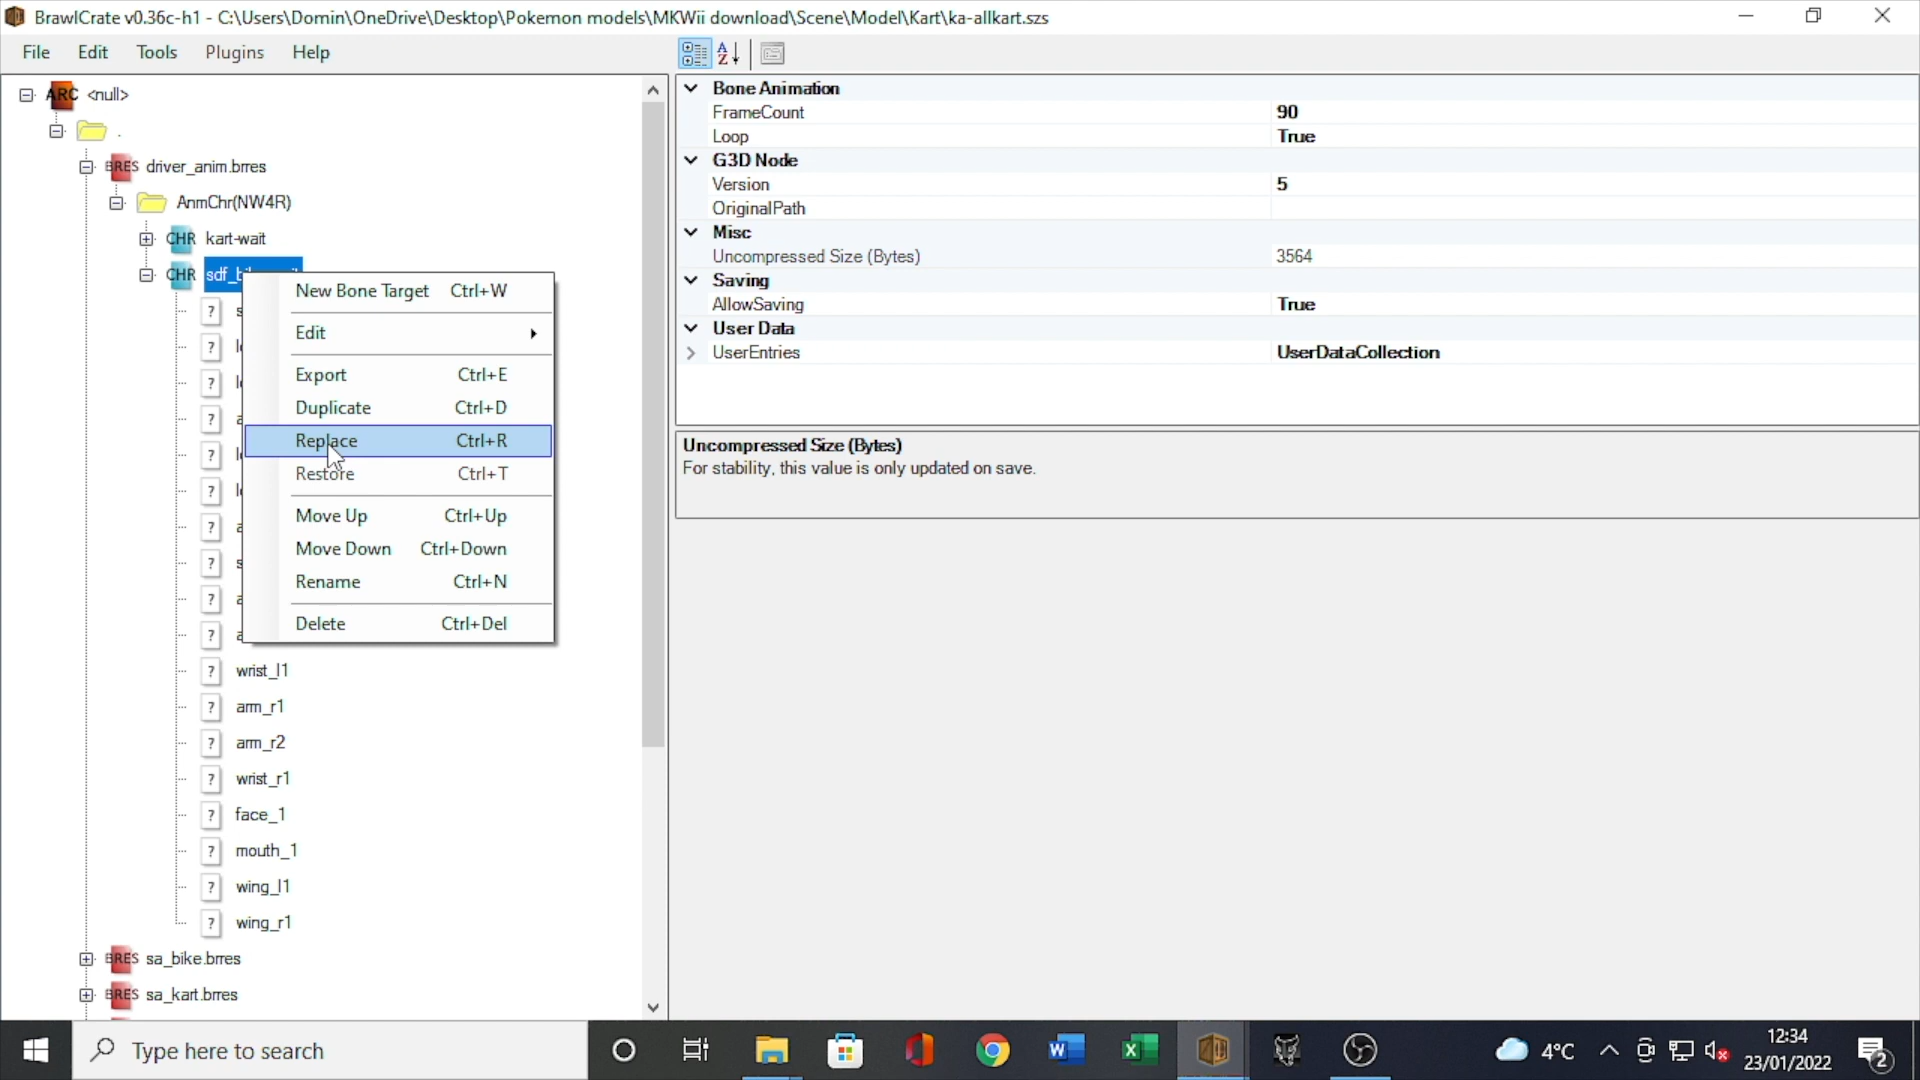 BrawlCrate v0.36c-h1 - C:\Users\Domin\OneDrive\Desktop\Pokemon models\MKWii download\Scene\Model\Kart\ka-allkart.szs
File Edit Tools Plugins Help
ARC <null>
.
BRES driver_anim.brres
AnmChr(NW4R)
CHR kart-wait
CHR
wrist_l1
arm_r1
arm_r2
wrist_r1
face_1
mouth_1
wing_l1
wing_r1
BRES sa_bike.brres
BRES sa_kart.brres
New Bone Target Ctrl+W
Edit
Export Ctrl+E
Duplicate Ctrl+D
Replace Ctrl+R
Restore Ctrl+T
Move Up Ctrl+Up
Move Down Ctrl+Down
Rename Ctrl+N
Delete Ctrl+Del
Bone Animation
FrameCount 90
Loop True
G3D Node
Version 5
OriginalPath
Misc
Uncompressed Size (Bytes) 3564
Saving
AllowSaving True
User Data
UserEntries UserDataCollection
Uncompressed Size (Bytes)
For stability, this value is only updated on save.
Type here to search
4°C
12:34
23/01/2022
2